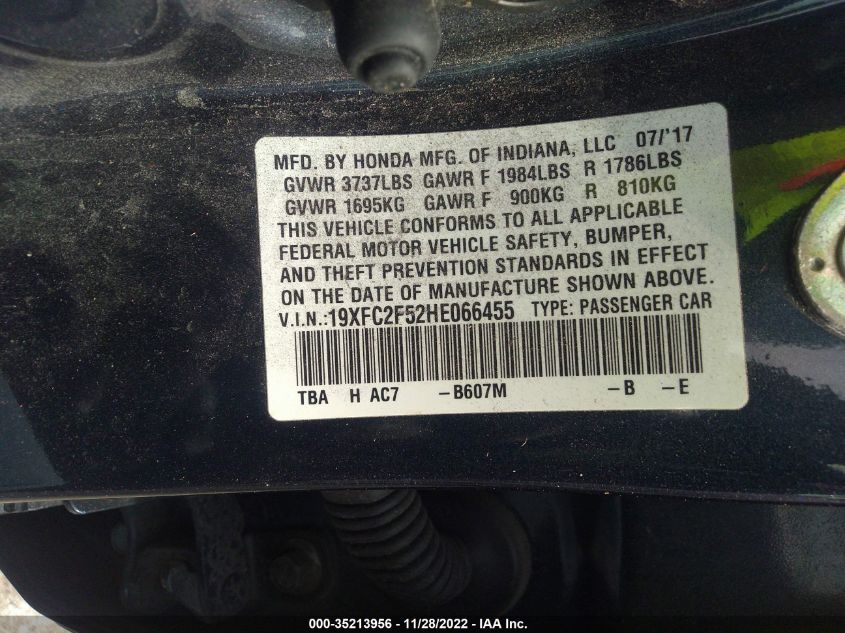 MFD. BY HONDA MFG. OF INDIANA, LLC 07/'17
GVWR 3737LBS GAWR F 1984LBS R 1786LBS
GVWR 1695KG GAWR F 900KG R 810KG
THIS VEHICLE CONFORMS TO ALL APPLICABLE
FEDERAL MOTOR VEHICLE SAFETY, BUMPER,
AND THEFT PREVENTION STANDARDS IN EFFECT
ON THE DATE OF MANUFACTURE SHOWN ABOVE.
V.I.N.:19XFC2F52HE066455 TYPE: PASSENGER CAR
TBA H AC7 -B607M -B -E
000-35213956 - 11/28/2022 - IAA Inc.